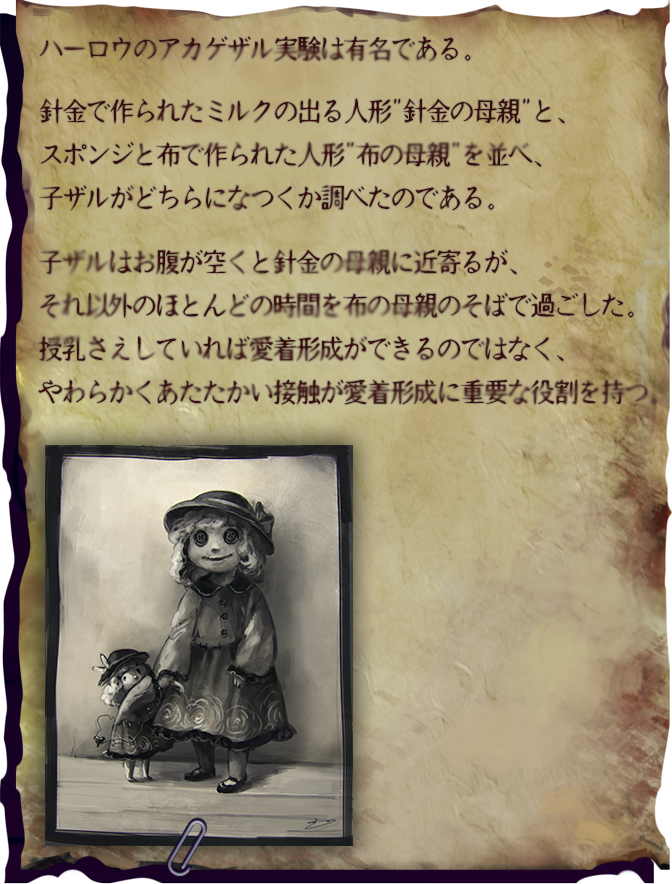 ハーロウのアカゲザル実験は有名である。
針金で作られたミルクの出る人形"針金の母親"と、
スポンジと布で作られた人形"布の母親"を並べ、
子ザルがどちらになつくか調べたのである。
子ザルはお腹が空くと針金の母親に近寄るが、
それ以外のほとんどの時間を布の母親のそばで過ごした。
授乳さえしていれば愛着形成ができるのではなく、
やわらかくあたたかい接触が愛着形成に重要な役割を持つ